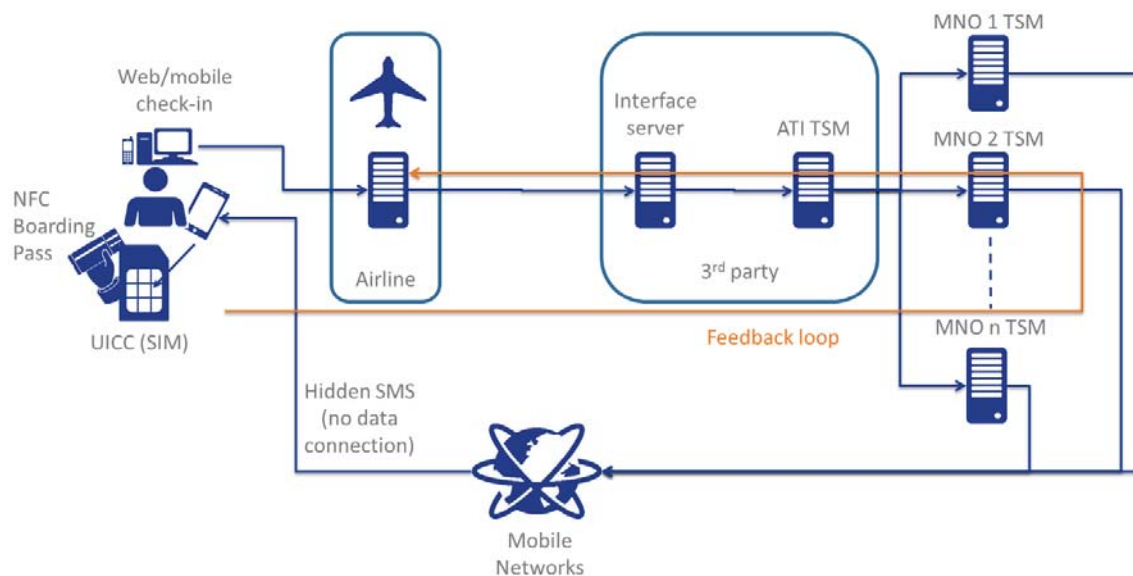 MNO 1 TSM
Web/mobile
check-in
Interface
server
ATI TSM
MNO 2 TSM
NFC
Boarding
Pass
Airline
3rd party
UICC (SIM)
Feedback loop
MNO n TSM
Hidden SMS
(no data
connection)
Mobile
Networks